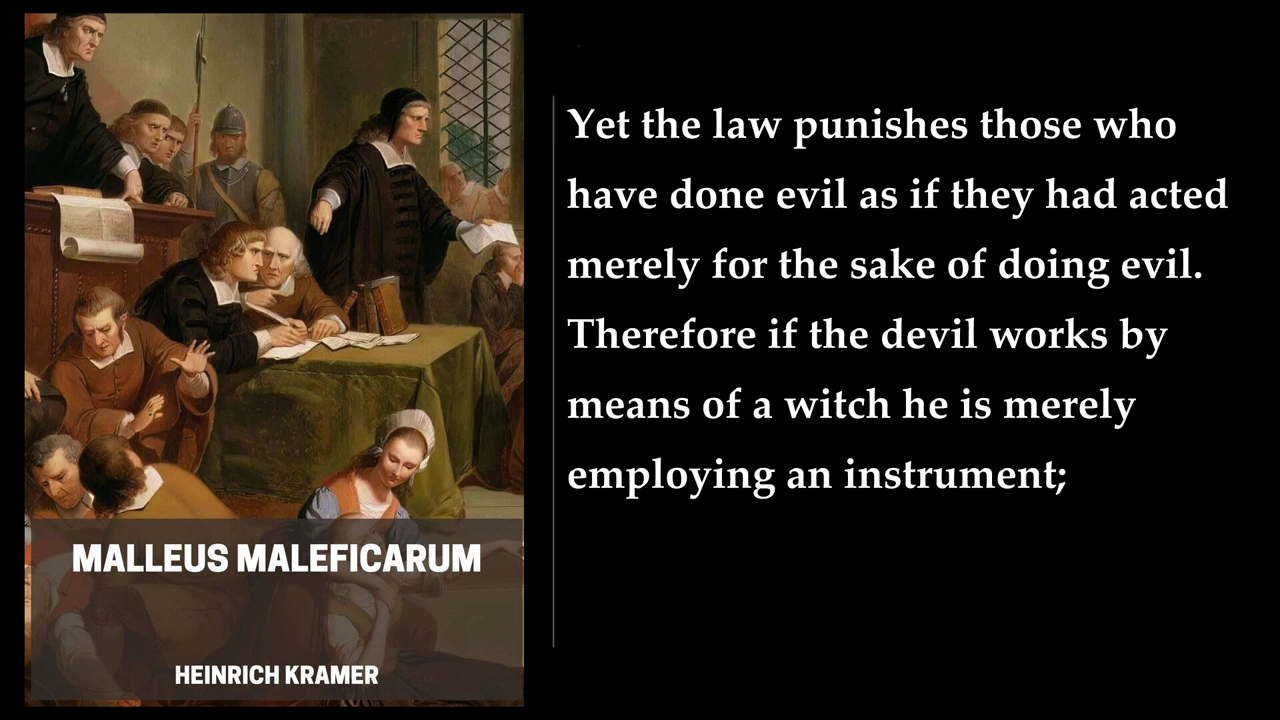 MALLEUS MALEFICARUM
HEINRICH KRAMER
Yet the law punishes those who
have done evil as if they had acted
merely for the sake of doing evil.
Therefore if the devil works by
means of a witch he is merely
employing an instrument;